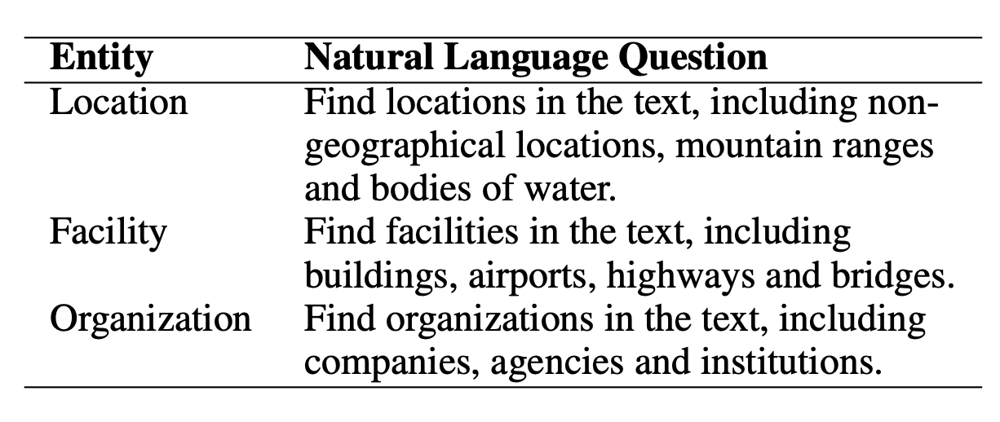 Entity Natural Language Question
Location Find locations in the text, including non-
geographical locations, mountain ranges
and bodies of water.
Facility Find facilities in the text, including
buildings, airports, highways and bridges.
Organization Find organizations in the text, including
companies, agencies and institutions.